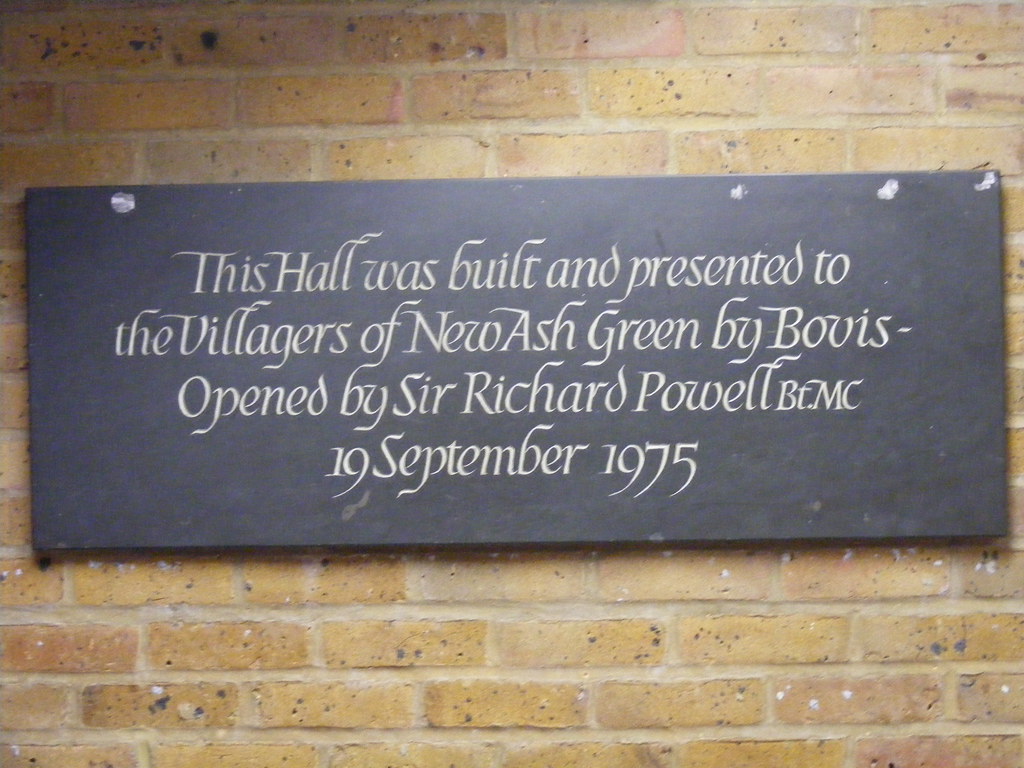 This Hall was built and presented to
the Villagers of New Ash Green by Bovis -
Opened by Sir Richard Powell Bt. MC
19 September 1975